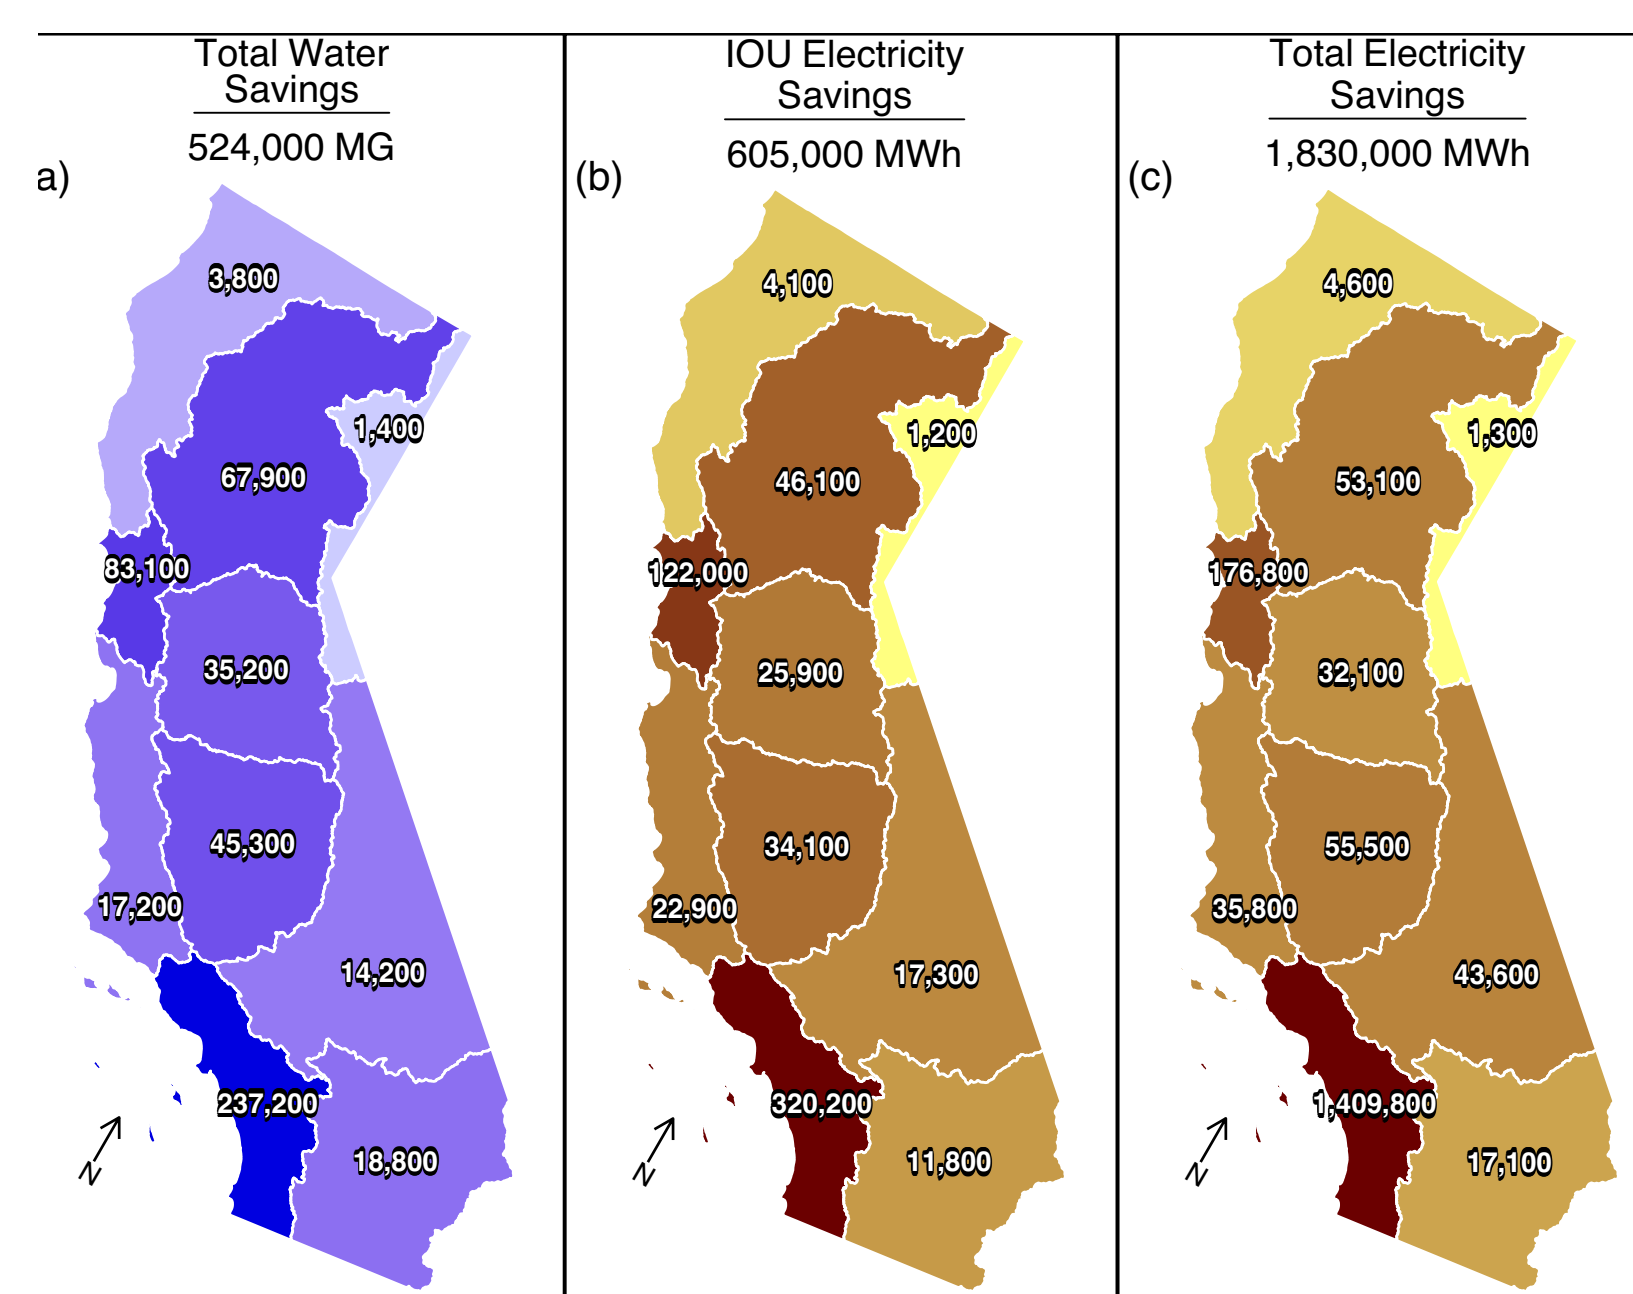 Total Water
Savings
524,000 MG
a)
3,800
1,400
67,900
83,100
35,200
45,300
17,200
14,200
237,200
18,800
N
IOU Electricity
Savings
605,000 MWh
(b)
4,100
1,200
46,100
122,000
25,900
34,100
22,900
17,300
320,200
11,800
N
Total Electricity
Savings
1,830,000 MWh
(c)
4,600
1,300
53,100
176,800
32,100
55,500
35,800
43,600
1,409,800
17,100
N